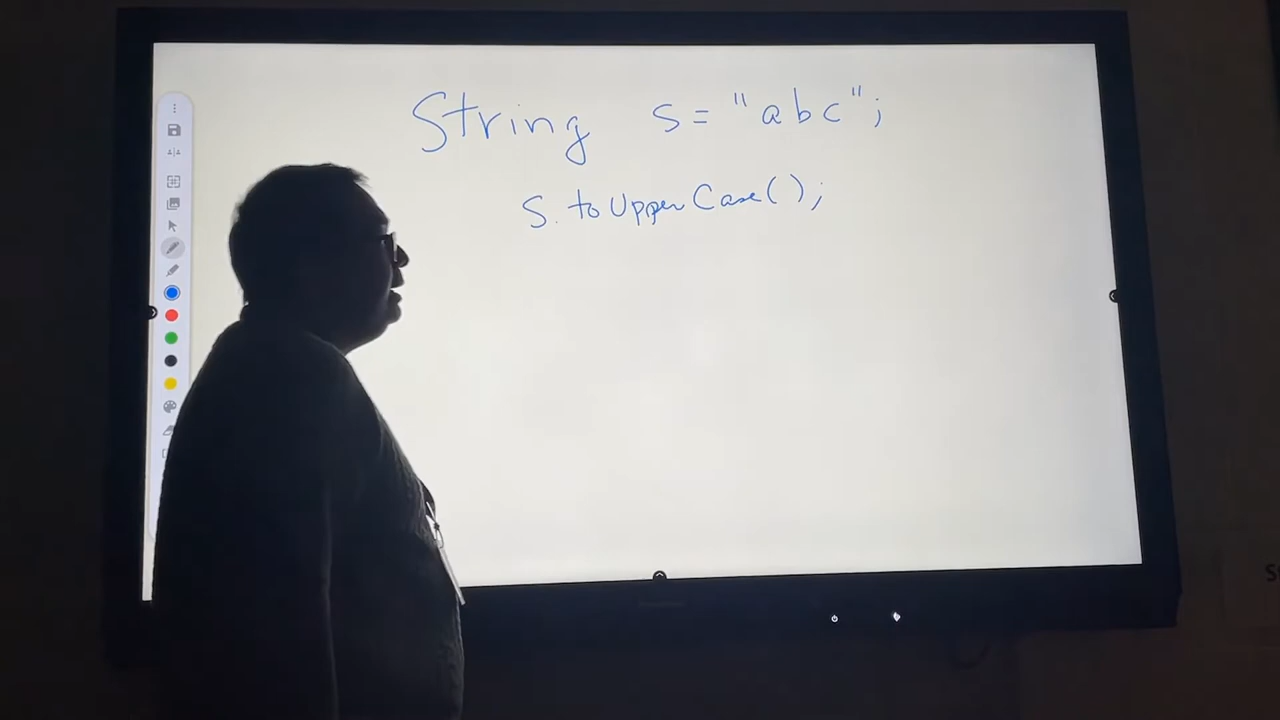 String s = "abc";
s.toUpperCase();